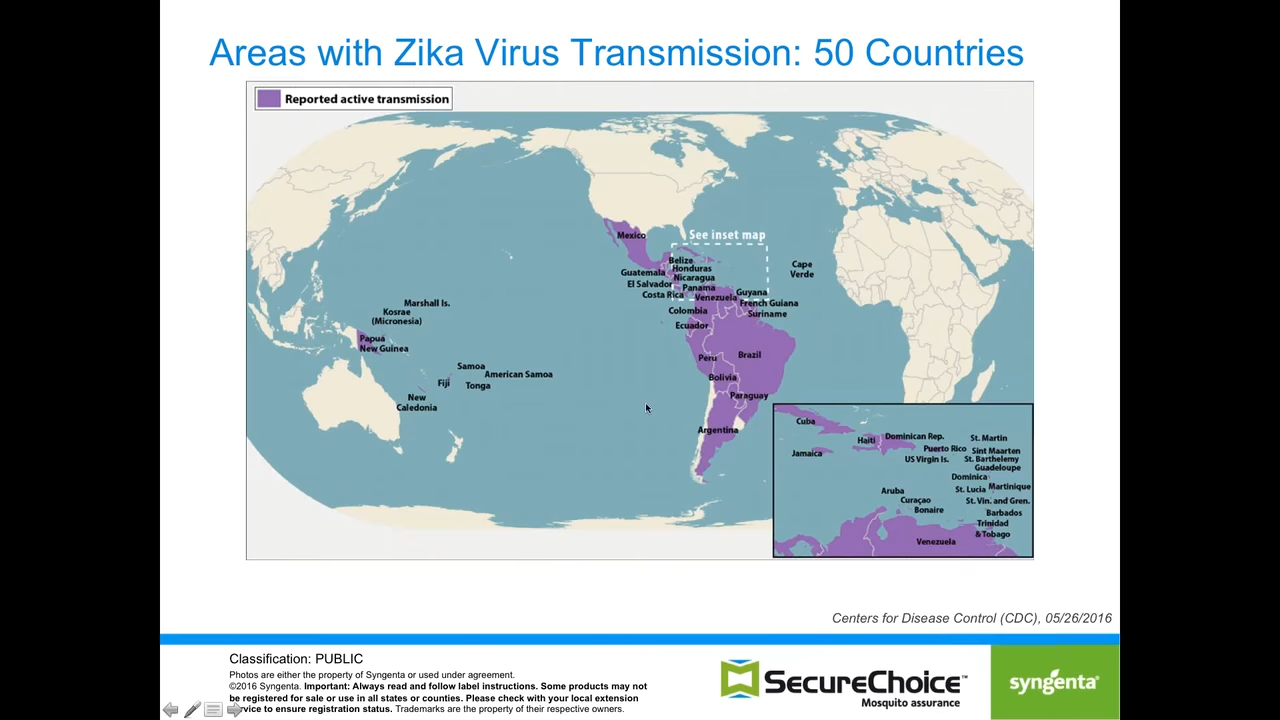 Areas with Zika Virus Transmission: 50 Countries
Reported active transmission
See inset map
Mexico
Belize
Guatemala
Honduras
Nicaragua
El Salvador
Panama
Costa Rica
Venezuela
Guyana
French Guiana
Suriname
Colombia
Ecuador
Peru
Brazil
Bolivia
Paraguay
Argentina
Cape
Verde
Marshall Is.
Kosrae
(Micronesia)
Papua
New Guinea
Samoa
American Samoa
Fiji
Tonga
New
Caledonia
Cuba
Haiti
Dominican Rep.
Jamaica
Puerto Rico
US Virgin Is.
St. Martin
Sint Maarten
St. Barthelemy
Guadeloupe
Dominica
Martinique
St. Lucia
St. Vin. and Gren.
Barbados
Trinidad
& Tobago
Aruba
Curaçao
Bonaire
Venezuela
Centers for Disease Control (CDC), 05/26/2016
Classification: PUBLIC
Photos are either the property of Syngenta or used under agreement.
©2016 Syngenta. Important: Always read and follow label instructions. Some products may not
be registered for sale or use in all states or counties. Please check with your local extension
service to ensure registration status. Trademarks are the property of their respective owners.
SecureChoice™
Mosquito assurance
syngenta®